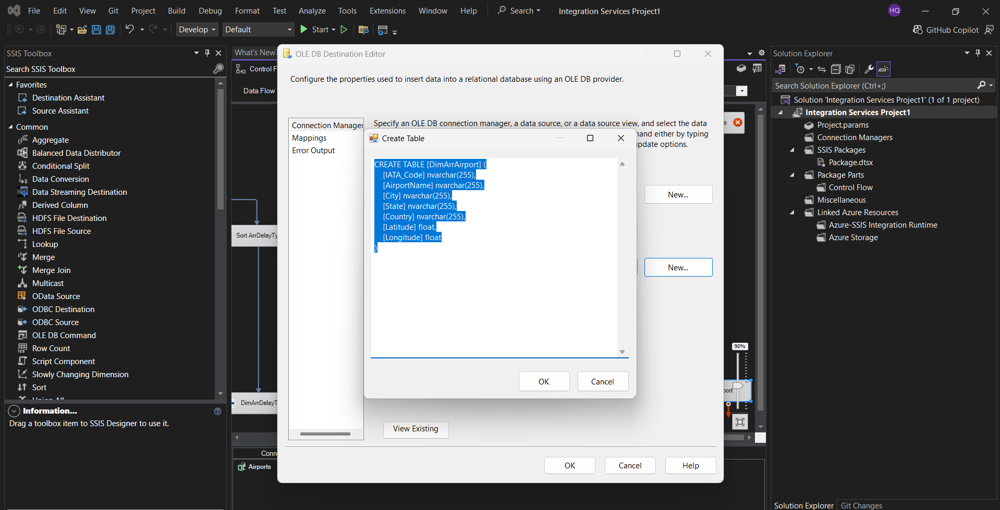 File Edit View Git Project Build Debug Format Test Analyze Tools Extensions Window Help Search Integration Services Project1 HQ
Develop Default Start GitHub Copilot
SSIS Toolbox
Search SSIS Toolbox
Favorites
Destination Assistant
Source Assistant
Common
Aggregate
Balanced Data Distributor
Conditional Split
Data Conversion
Data Streaming Destination
Derived Column
HDFS File Destination
HDFS File Source
Lookup
Merge
Merge Join
Multicast
OData Source
ODBC Destination
ODBC Source
OLE DB Command
Row Count
Script Component
Slowly Changing Dimension
Sort
Union All
Information...
Drag a toolbox item to SSIS Designer to use it.
What's New?
Control F
Data Flow
Sort ArrDelayTy
DimArrDelayT
Conn
Airports
OLE DB Destination Editor
Configure the properties used to insert data into a relational database using an OLE DB provider.
Connection Manager
Mappings
Error Output
Specify an OLE DB connection manager, a data source, or a data source view, and select the data
mand either by typing
update options.
New...
New...
View Existing
OK Cancel Help
Create Table
CREATE TABLE [DimArrAirport] (
[IATA_Code] nvarchar(255),
[AirportName] nvarchar(255),
[City] nvarchar(255),
[State] nvarchar(255),
[Country] nvarchar(255),
[Latitude] float,
[Longitude] float
)
OK Cancel
s
90%
port
Solution Explorer
Search Solution Explorer (Ctrl+;)
Solution 'Integration Services Project1' (1 of 1 project)
Integration Services Project1
Project.params
Connection Managers
SSIS Packages
Package.dtsx
Package Parts
Control Flow
Miscellaneous
Linked Azure Resources
Azure-SSIS Integration Runtime
Azure Storage
Solution Explorer Git Changes